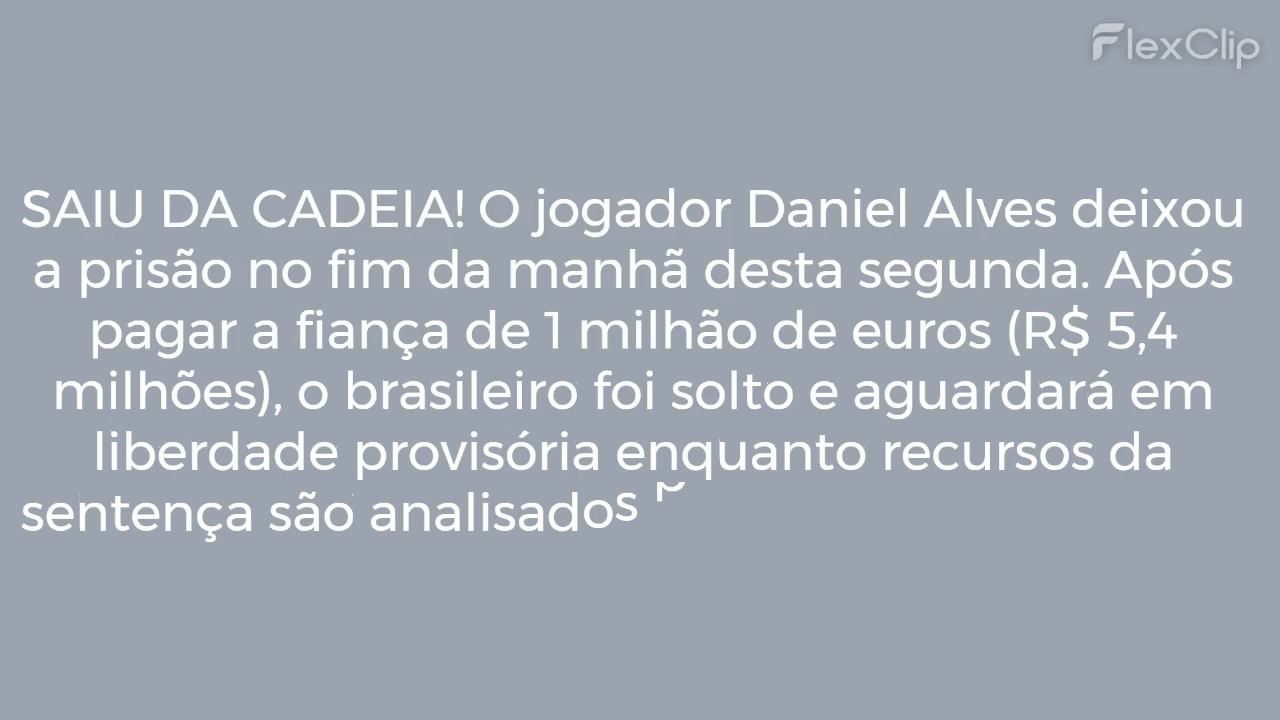 FlexClip
SAIU DA CADEIA! O jogador Daniel Alves deixou
a prisão no fim da manhã desta segunda. Após
pagar a fiança de 1 milhão de euros (R$ 5,4
milhões), o brasileiro foi solto e aguardará em
liberdade provisória enquanto recursos da
sentença são analisados